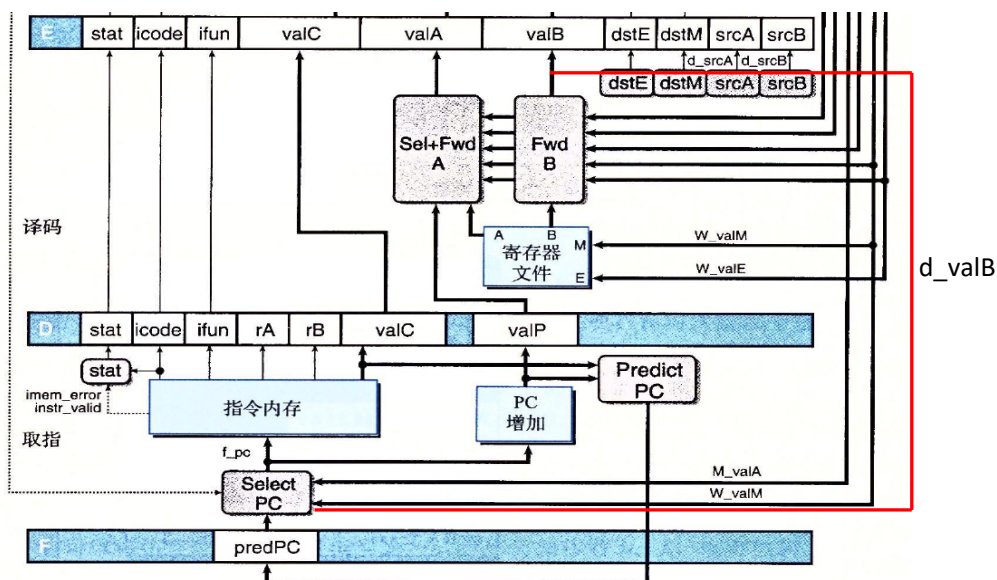 E stat icode ifun valC valA valB dstE dstM srcA srcB
d_srcA d_srcB
dstE dstM srcA srcB
Sel+Fwd
A
Fwd
B
译码
A B M
寄存器
文件
E
W_valM
W_valE
d_valB
D stat icode ifun rA rB valC valP
stat
Predict
PC
imem_error
instr_valid
指令内存
PC
增加
取指
f_pc
Select
PC
M_valA
W_valM
F predPC